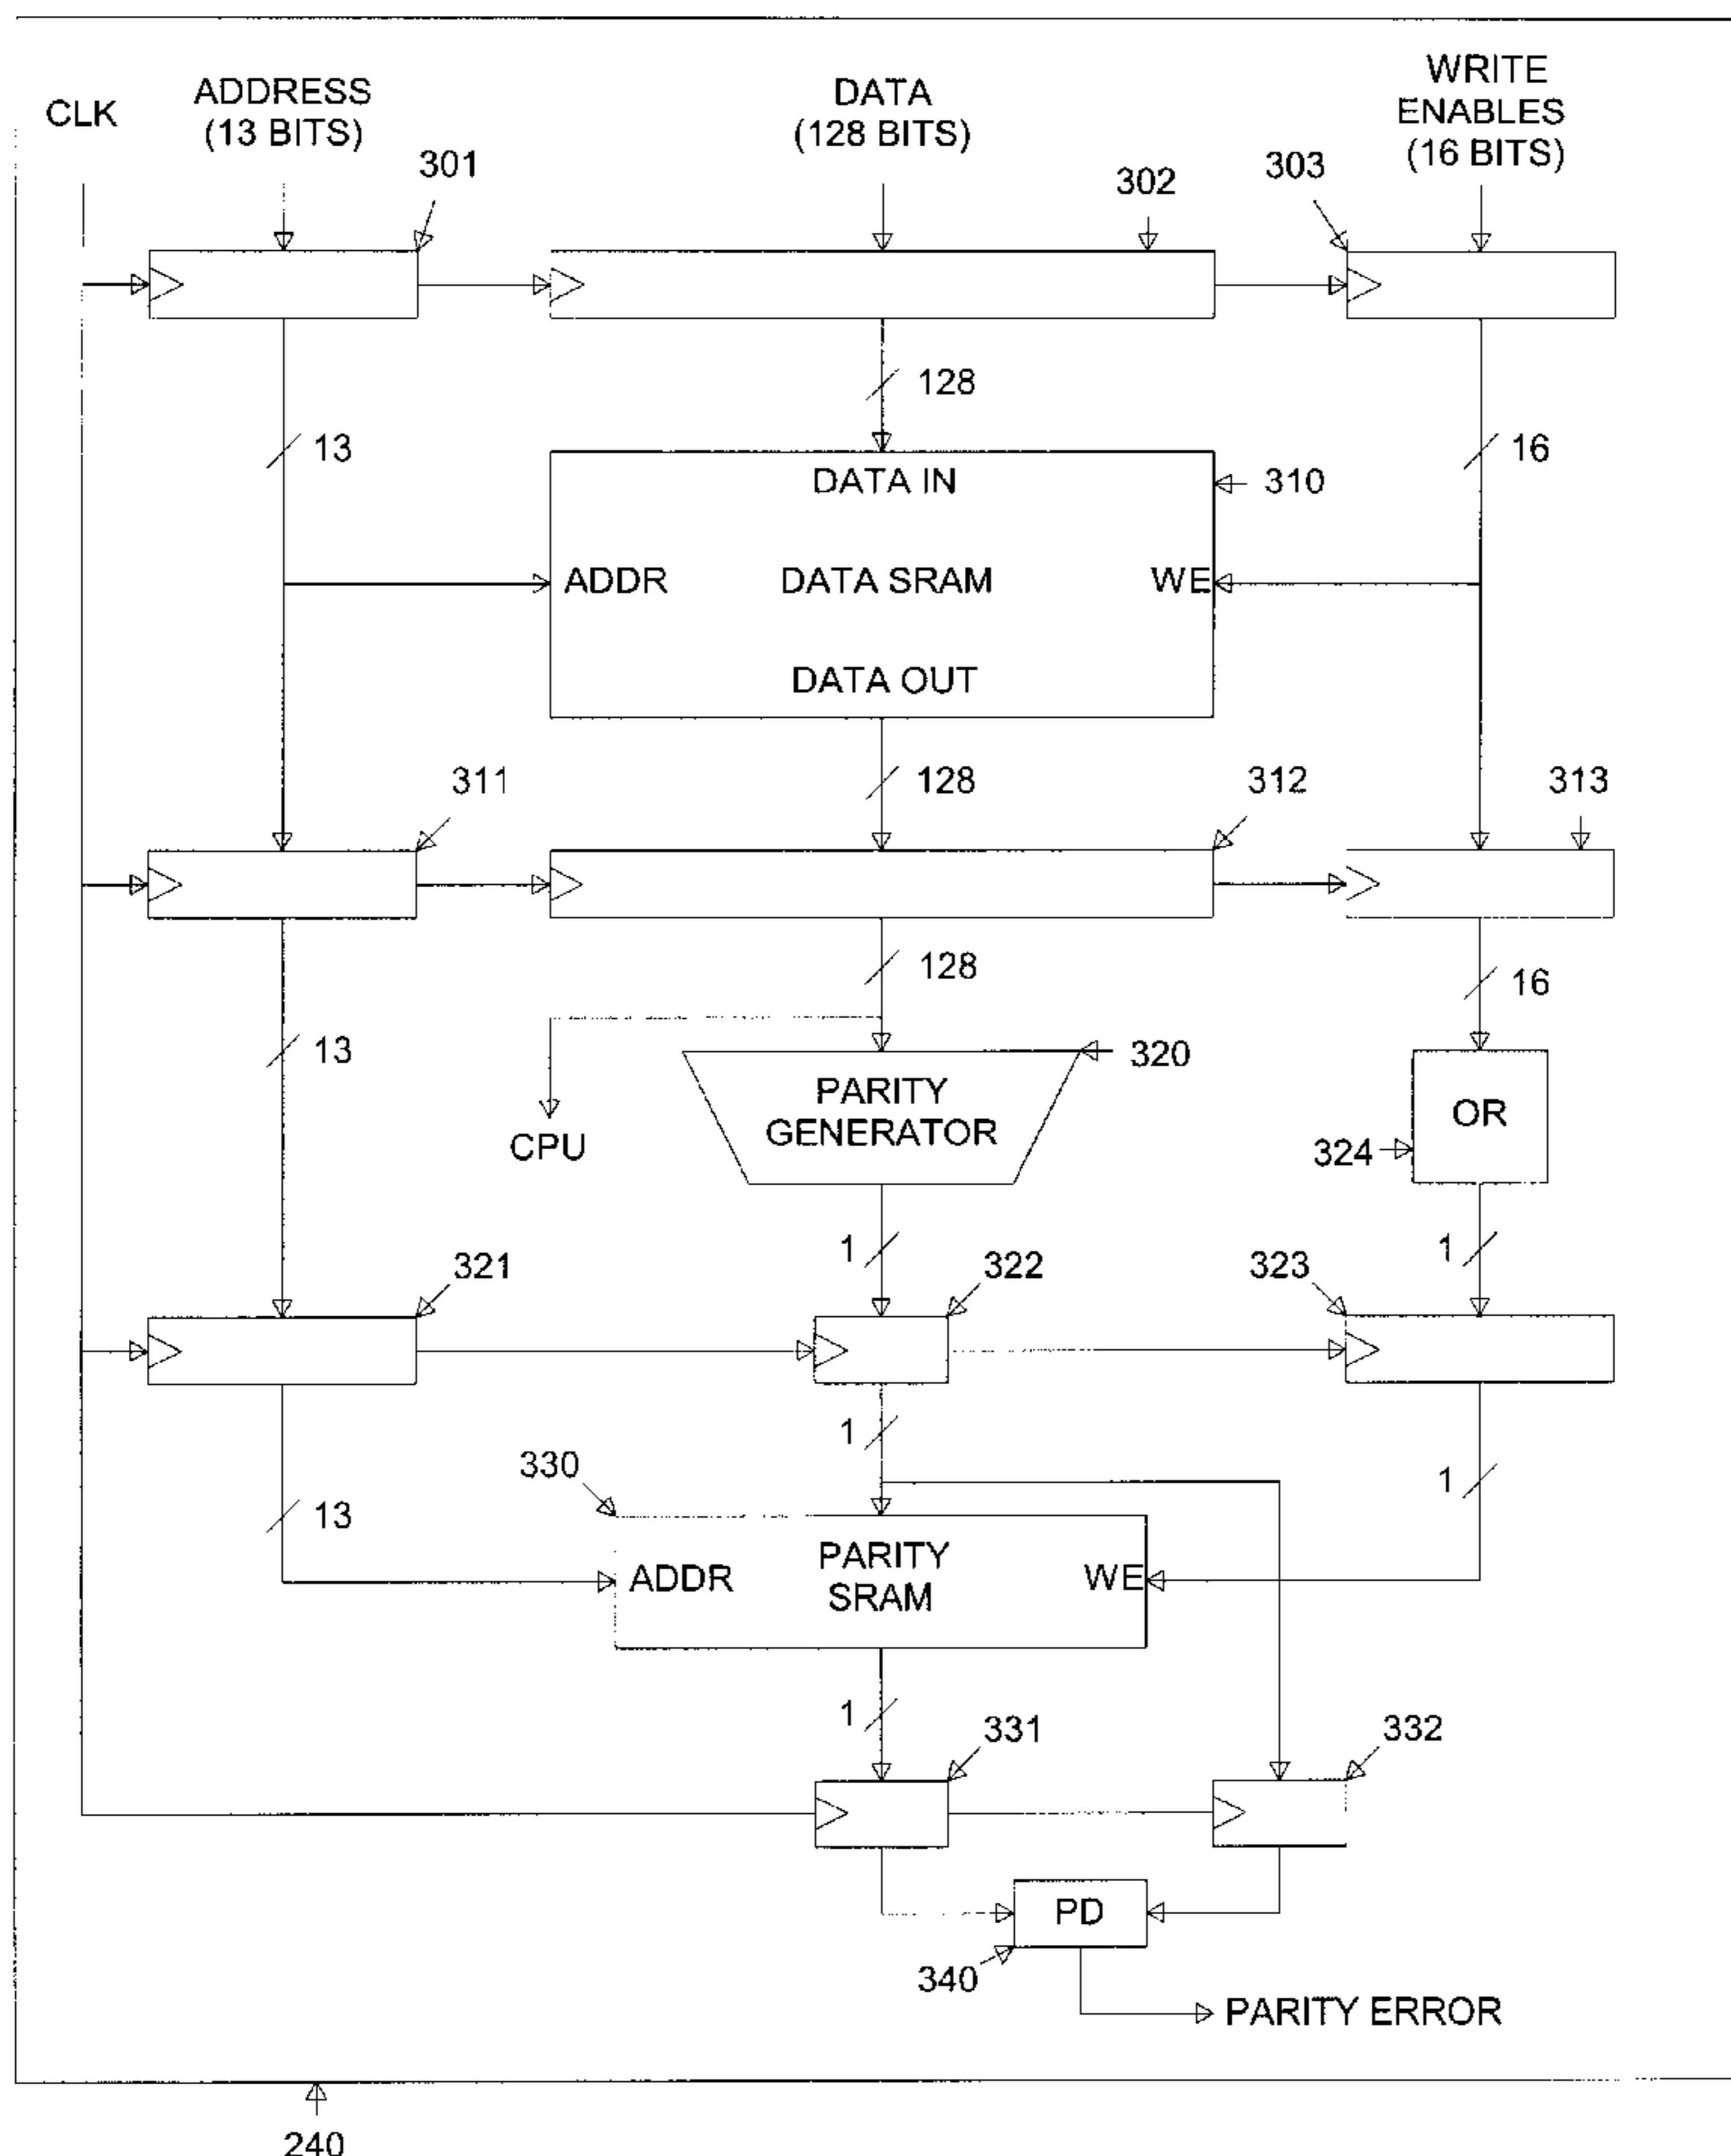 CLK
ADDRESS
(13 BITS)
DATA
(128 BITS)
WRITE
ENABLES
(16 BITS)
301
302
303
128
13
16
DATA IN
310
ADDR
DATA SRAM
WE
DATA OUT
311
128
312
313
128
16
13
320
PARITY
GENERATOR
CPU
OR
324
1
1
321
322
323
1
330
1
13
ADDR
PARITY
SRAM
WE
1
331
332
PD
340
PARITY ERROR
240